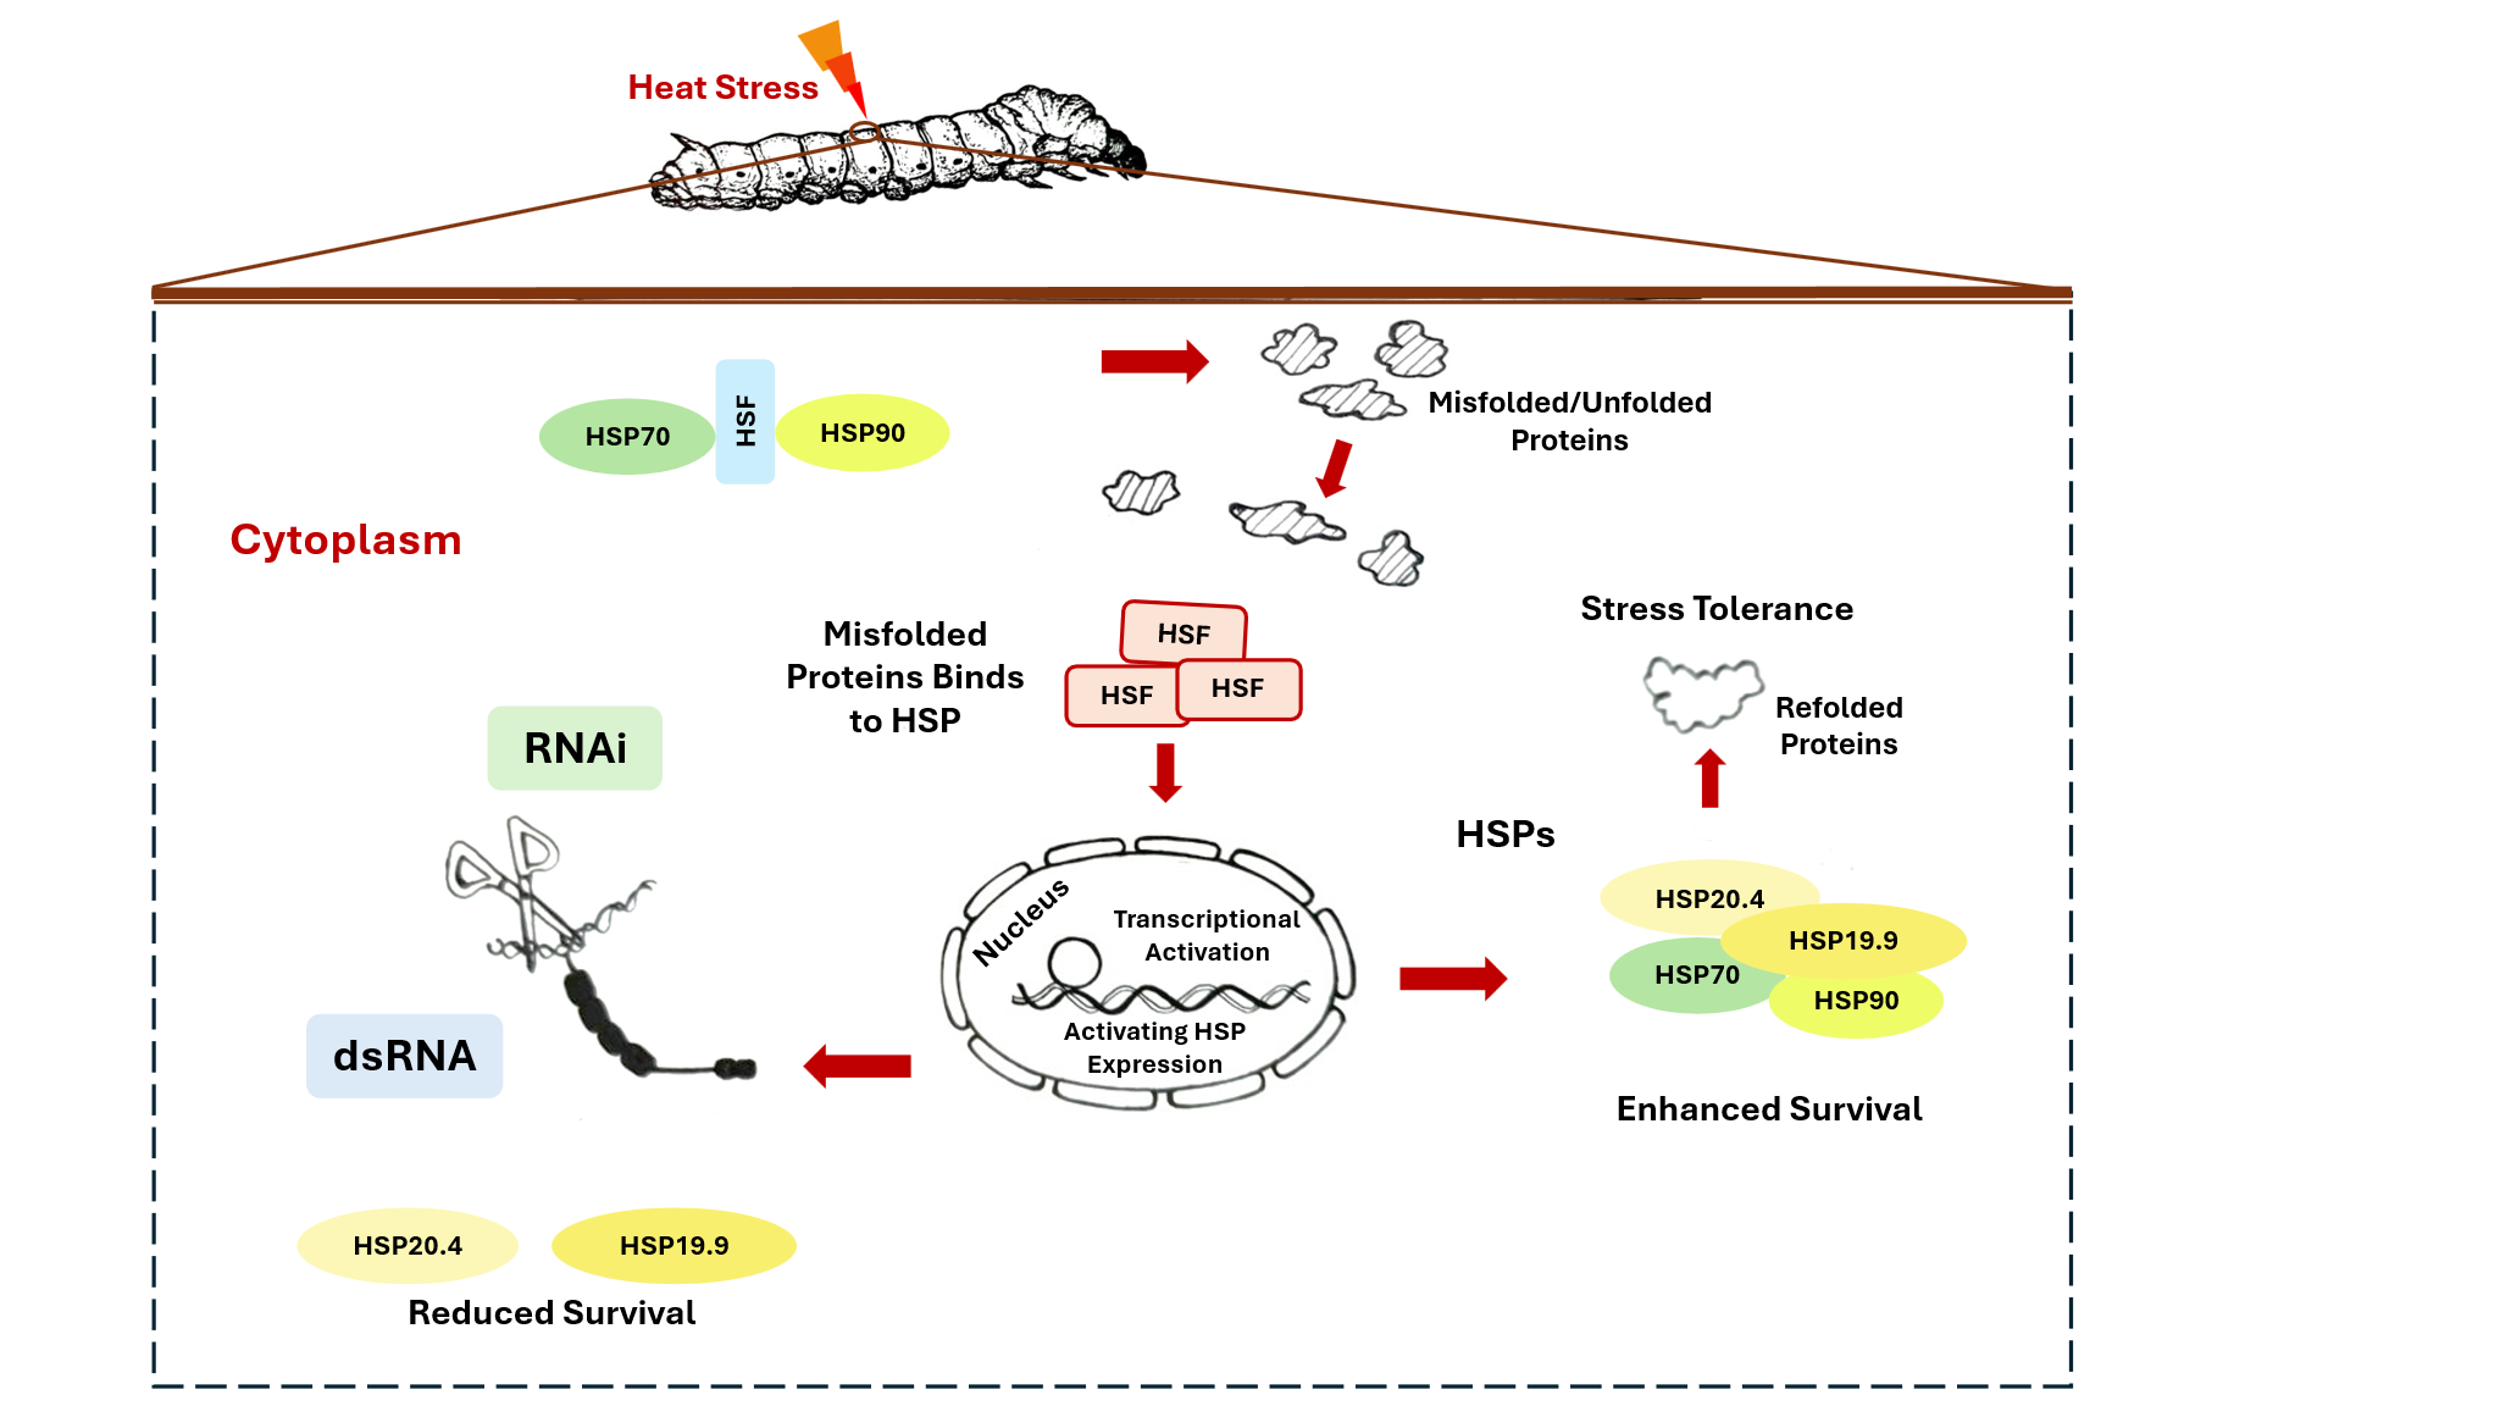 Heat Stress
HSP70
HSF
HSP90
Misfolded/Unfolded
Proteins
Cytoplasm
Misfolded
Proteins Binds
to HSP
HSF
HSF
HSF
Stress Tolerance
Refolded
Proteins
RNAi
HSPs
Nucleus
Transcriptional
Activation
Activating HSP
Expression
HSP20.4
HSP19.9
HSP70
HSP90
dsRNA
Enhanced Survival
HSP20.4
HSP19.9
Reduced Survival